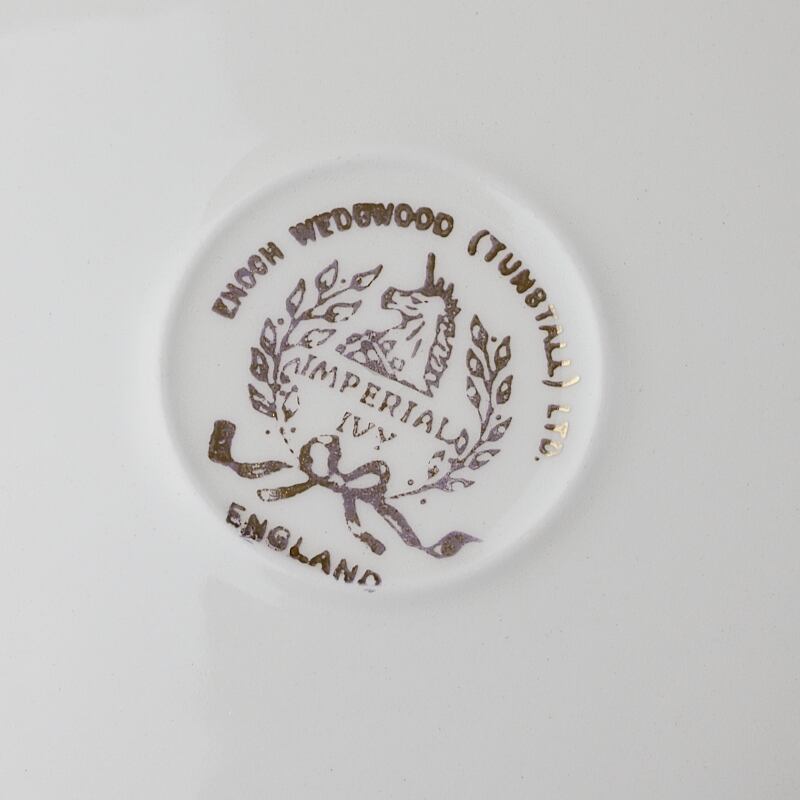 ENOCH WEDGWOOD (TUNSTALL) LTD.
IMPERIAL
IVY
ENGLAND